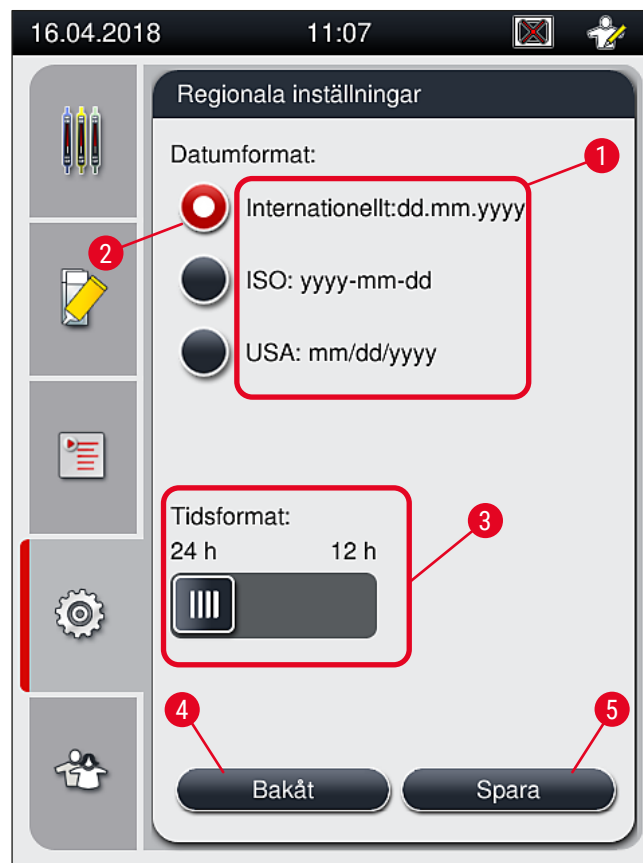 16.04.2018 11:07
Regionala inställningar
Datumformat:
1
Internationellt:dd.mm.yyyy
2
ISO: yyyy-mm-dd
USA: mm/dd/yyyy
Tidsformat:
3
24 h 12 h
4
5
Bakåt Spara